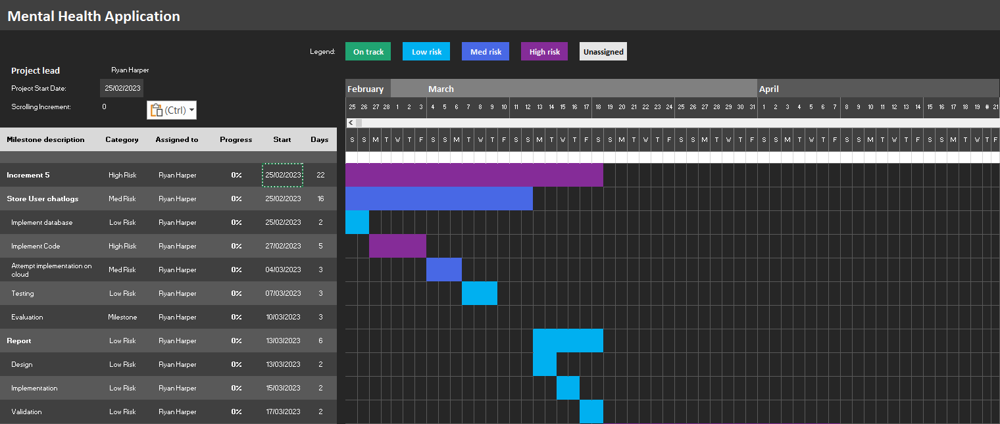 Mental Health Application
Legend: On track Low risk Med risk High risk Unassigned
Project lead Ryan Harper
Project Start Date: 25/02/2023
Scrolling Increment: 0
(Ctrl)
February March April
25 26 27 28 1 2 3 4 5 6 7 8 9 10 11 12 13 14 15 16 17 18 19 20 21 22 23 24 25 26 27 28 29 30 31 1 2 3 4 5 6 7 8 9 10 11 12 13 14 15 16 17 18 19 # 21
Milestone description Category Assigned to Progress Start Days
S S M T W T F S S M T W T F S S M T W T F S S M T W T F S S M T W T F S S M T W T F S S M T W T F S S M T W T F
Increment 5 High Risk Ryan Harper 0% 25/02/2023 22
Store User chatlogs Med Risk Ryan Harper 0% 25/02/2023 16
Implement database Low Risk Ryan Harper 0% 25/02/2023 2
Implement Code High Risk Ryan Harper 0% 27/02/2023 5
Attempt implementation on
cloud Med Risk Ryan Harper 0% 04/03/2023 3
Testing Low Risk Ryan Harper 0% 07/03/2023 3
Evaluation Milestone Ryan Harper 0% 10/03/2023 3
Report Low Risk Ryan Harper 0% 13/03/2023 6
Design Low Risk Ryan Harper 0% 13/03/2023 2
Implementation Low Risk Ryan Harper 0% 15/03/2023 2
Validation Low Risk Ryan Harper 0% 17/03/2023 2